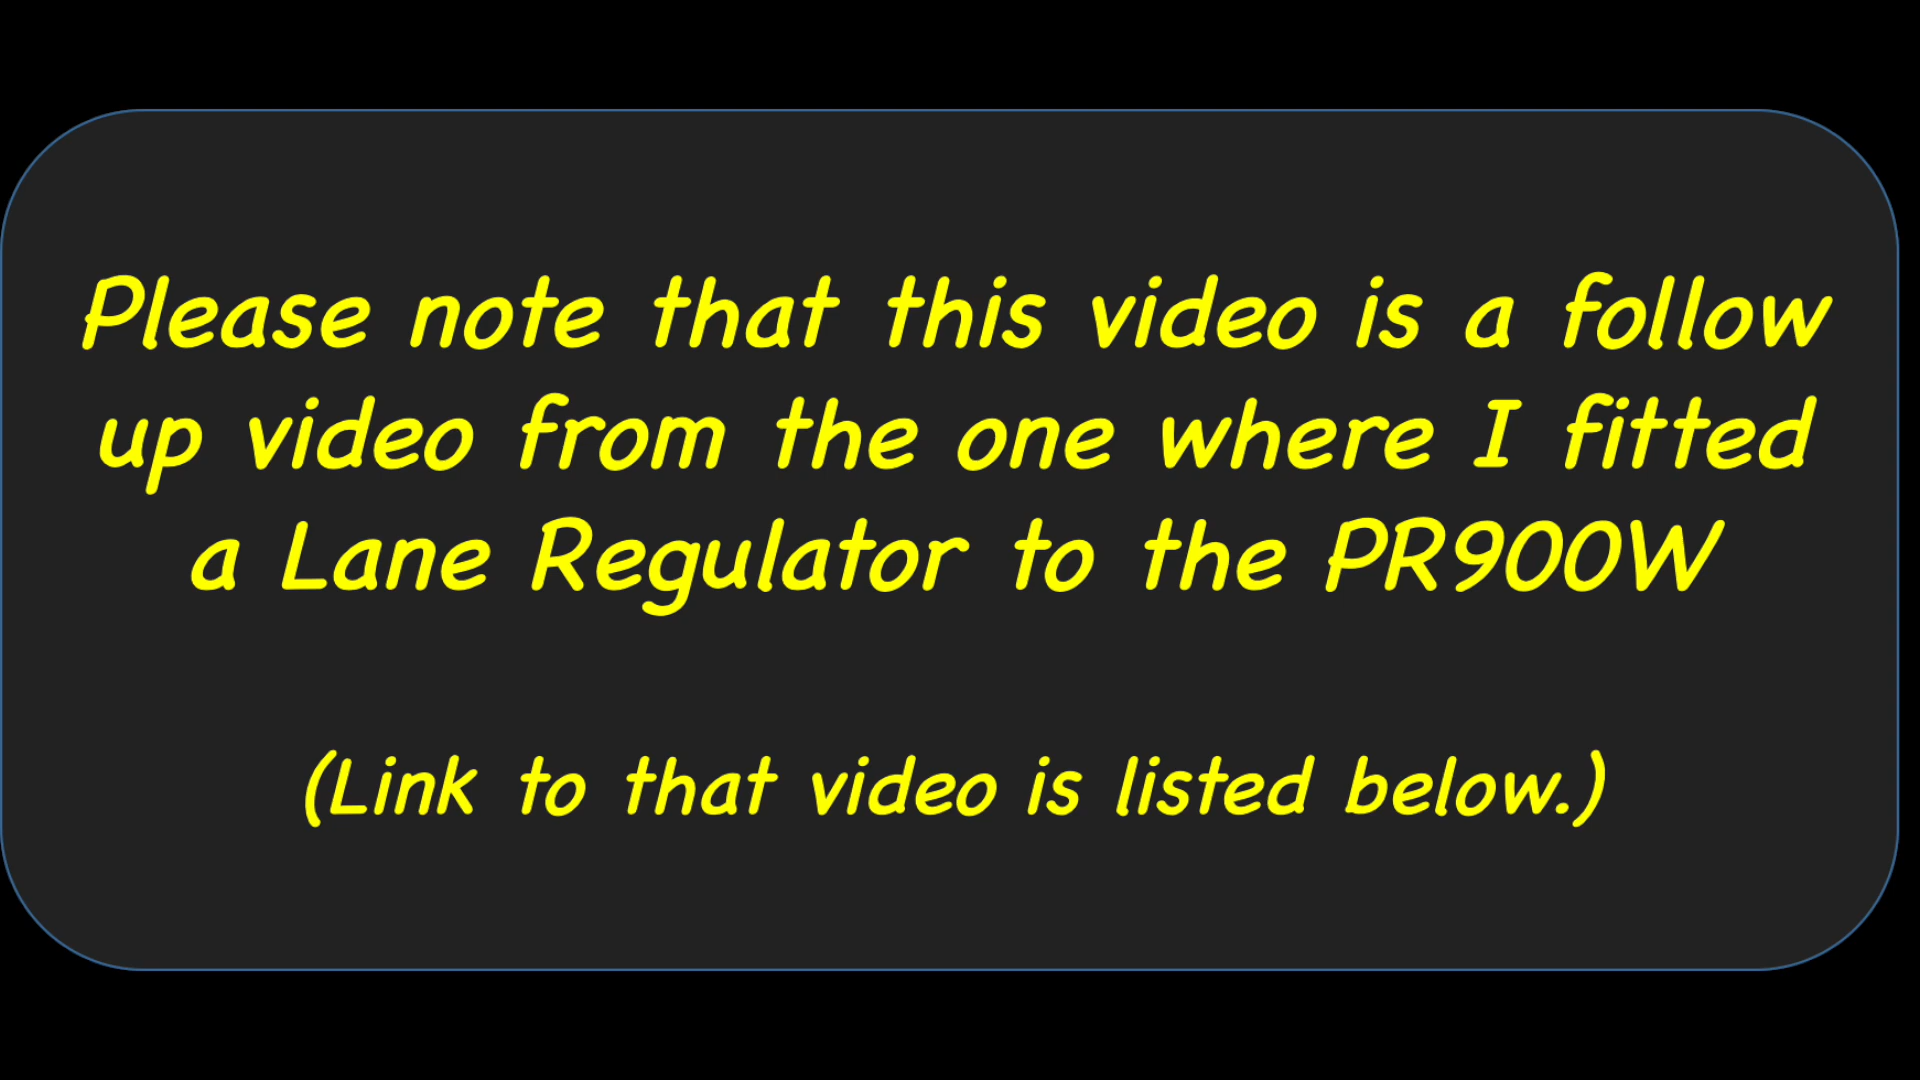 Please note that this video is a follow
up video from the one where I fitted
a Lane Regulator to the PR900W
(Link to that video is listed below.)